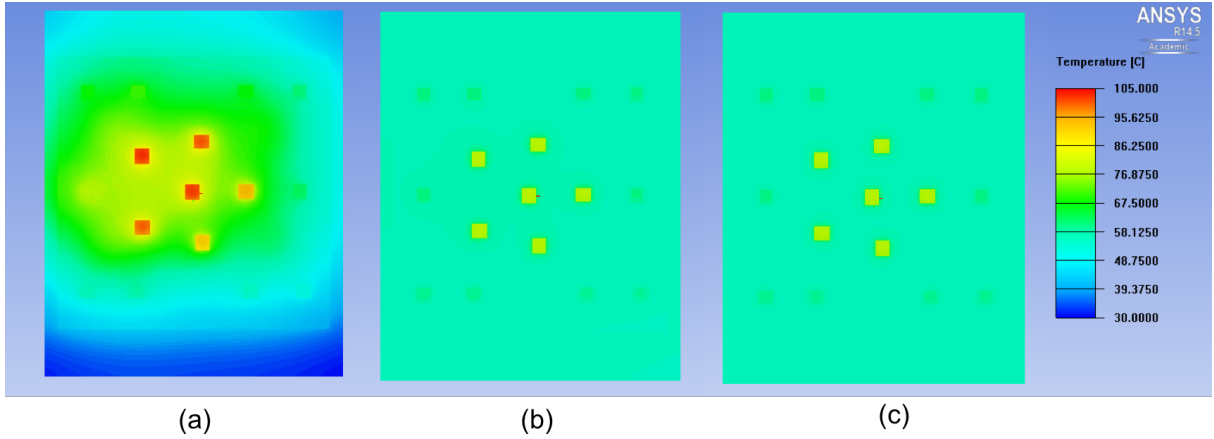 ANSYS
R14.5
Academic
Temperature [C]
105.000
95.6250
86.2500
76.8750
67.5000
58.1250
48.7500
39.3750
30.0000
(a)
(b)
(c)